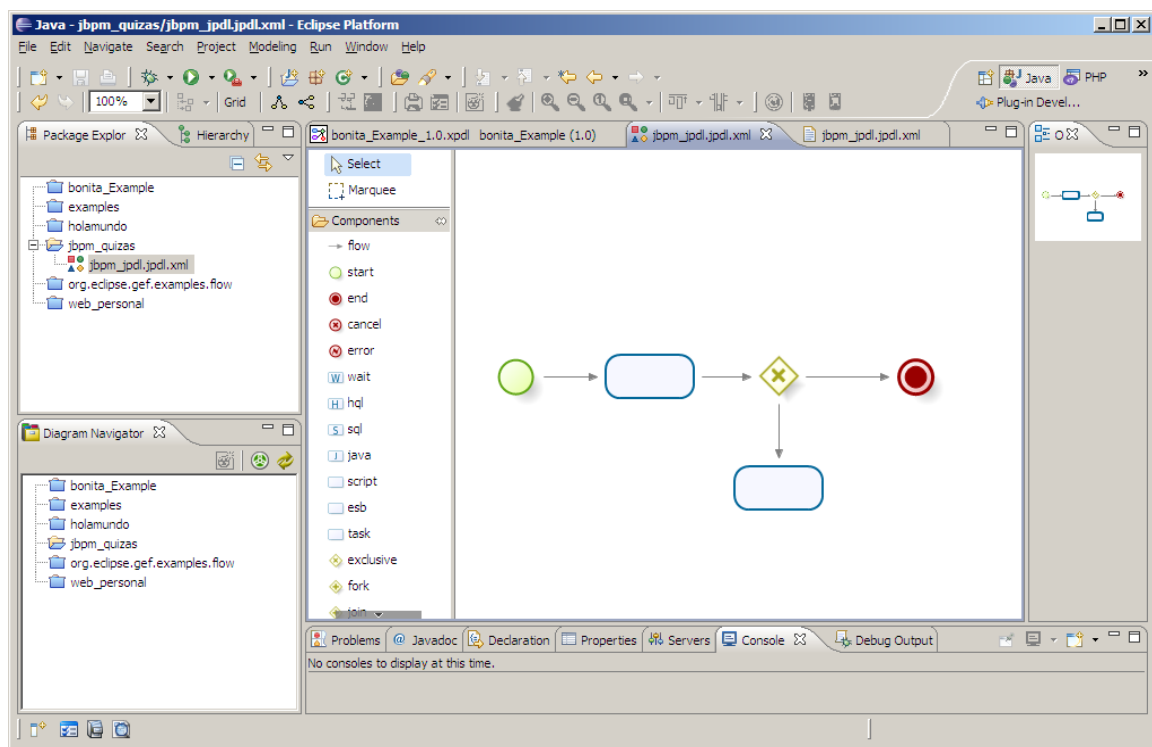 Java - jbpm_quizas/jbpm_jpdl.jpdl.xml - Eclipse Platform
File Edit Navigate Search Project Modeling Run Window Help
Java PHP »
100% Grid Plug-in Devel...
Package Explor Hierarchy
bonita_Example
examples
holamundo
jbpm_quizas
jbpm_jpdl.jpdl.xml
org.eclipse.gef.examples.flow
web_personal
Diagram Navigator
bonita_Example
examples
holamundo
jbpm_quizas
org.eclipse.gef.examples.flow
web_personal
bonita_Example_1.0.xpdl bonita_Example (1.0) jbpm_jpdl.jpdl.xml jbpm_jpdl.jpdl.xml
Select
Marquee
Components
flow
start
end
cancel
error
W wait
H hql
S sql
J java
script
esb
task
exclusive
fork
join
O
Problems @ Javadoc Declaration Properties Servers Console Debug Output
No consoles to display at this time.